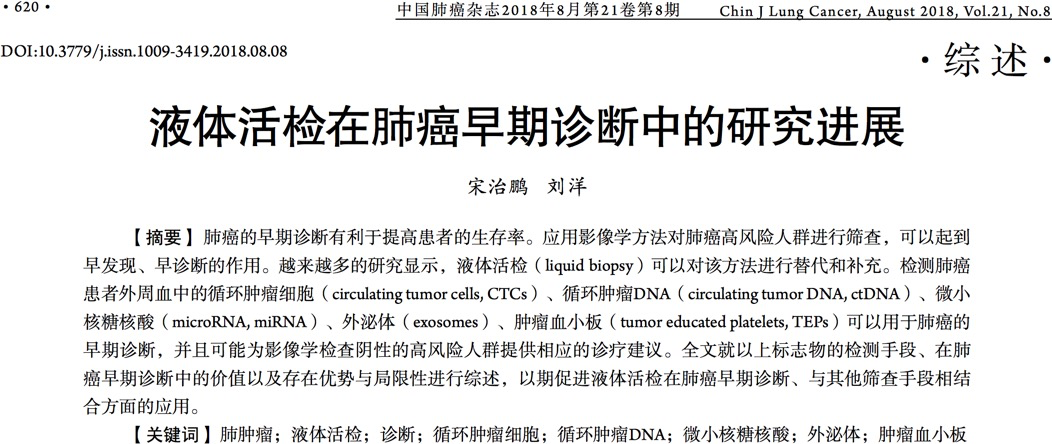 · 620 ·
中国肺癌杂志2018年8月第21卷第8期 Chin J Lung Cancer, August 2018, Vol.21, No.8
DOI:10.3779/j.issn.1009-3419.2018.08.08
· 综述 ·
液体活检在肺癌早期诊断中的研究进展
宋治鹏 刘洋
【 摘要 】 肺癌的早期诊断有利于提高患者的生存率。应用影像学方法对肺癌高风险人群进行筛查，可以起到
早发现、早诊断的作用。越来越多的研究显示，液体活检（liquid biopsy）可以对该方法进行替代和补充。检测肺癌
患者外周血中的循环肿瘤细胞（circulating tumor cells, CTCs）、循环肿瘤DNA（circulating tumor DNA, ctDNA）、微小
核糖核酸（microRNA, miRNA）、外泌体（exosomes）、肿瘤血小板（tumor educated platelets, TEPs）可以用于肺癌的
早期诊断，并且可能为影像学检查阴性的高风险人群提供相应的诊疗建议。全文就以上标志物的检测手段、在肺
癌早期诊断中的价值以及存在优势与局限性进行综述，以期促进液体活检在肺癌早期诊断、与其他筛查手段相结
合方面的应用。
【 关键词 】 肺肿瘤；液体活检；诊断；循环肿瘤细胞；循环肿瘤DNA；微小核糖核酸；外泌体；肿瘤血小板